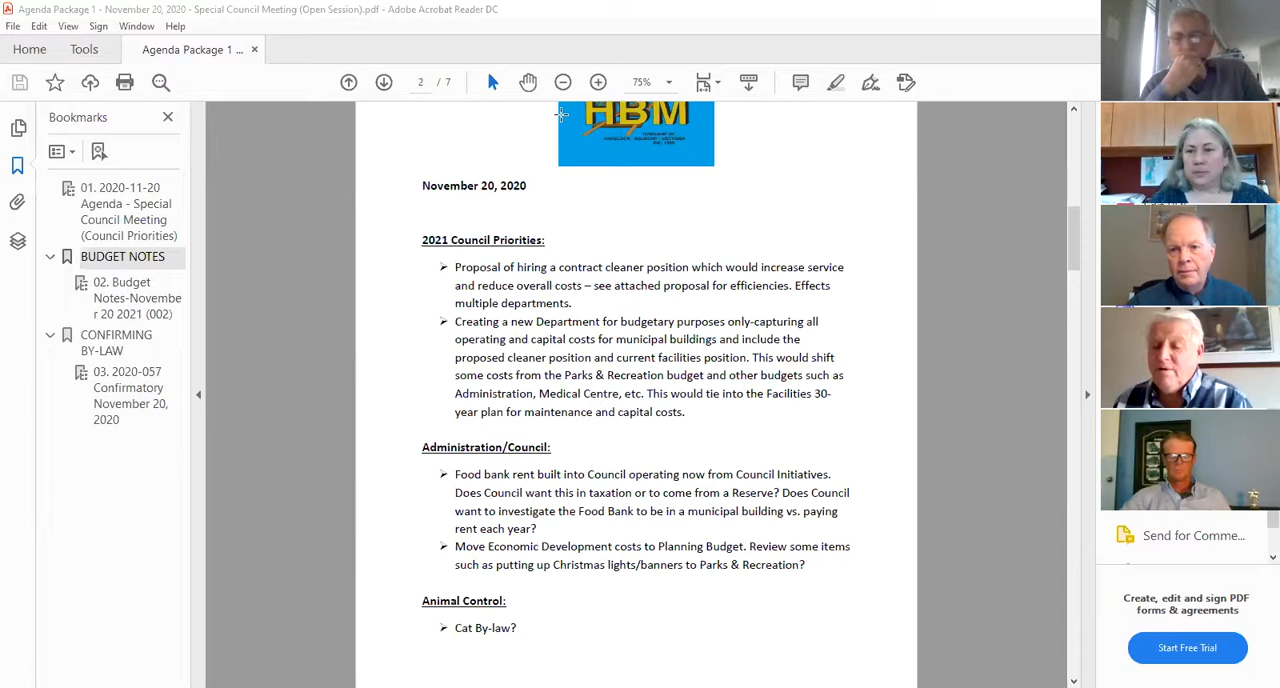 Agenda Package 1 - November 20, 2020 - Special Council Meeting (Open Session).pdf - Adobe Acrobat Reader DC
File Edit View Sign Window Help
Home Tools Agenda Package 1 ... ×
2 / 7 75%
Bookmarks
01. 2020-11-20
Agenda - Special
Council Meeting
(Council Priorities)
BUDGET NOTES
02. Budget
Notes-Novembe
r 20 2021 (002)
CONFIRMING
BY-LAW
03. 2020-057
Confirmatory
November 20,
2020
HBM
TOWNSHIP OF
HAVELOCK - BELMONT - METHUEN
INC 1998
November 20, 2020
2021 Council Priorities:
Proposal of hiring a contract cleaner position which would increase service
and reduce overall costs – see attached proposal for efficiencies. Effects
multiple departments.
Creating a new Department for budgetary purposes only-capturing all
operating and capital costs for municipal buildings and include the
proposed cleaner position and current facilities position. This would shift
some costs from the Parks & Recreation budget and other budgets such as
Administration, Medical Centre, etc. This would tie into the Facilities 30-
year plan for maintenance and capital costs.
Administration/Council:
Food bank rent built into Council operating now from Council Initiatives.
Does Council want this in taxation or to come from a Reserve? Does Council
want to investigate the Food Bank to be in a municipal building vs. paying
rent each year?
Move Economic Development costs to Planning Budget. Review some items
such as putting up Christmas lights/banners to Parks & Recreation?
Animal Control:
Cat By-law?
Send for Comme...
Create, edit and sign PDF
forms & agreements
Start Free Trial